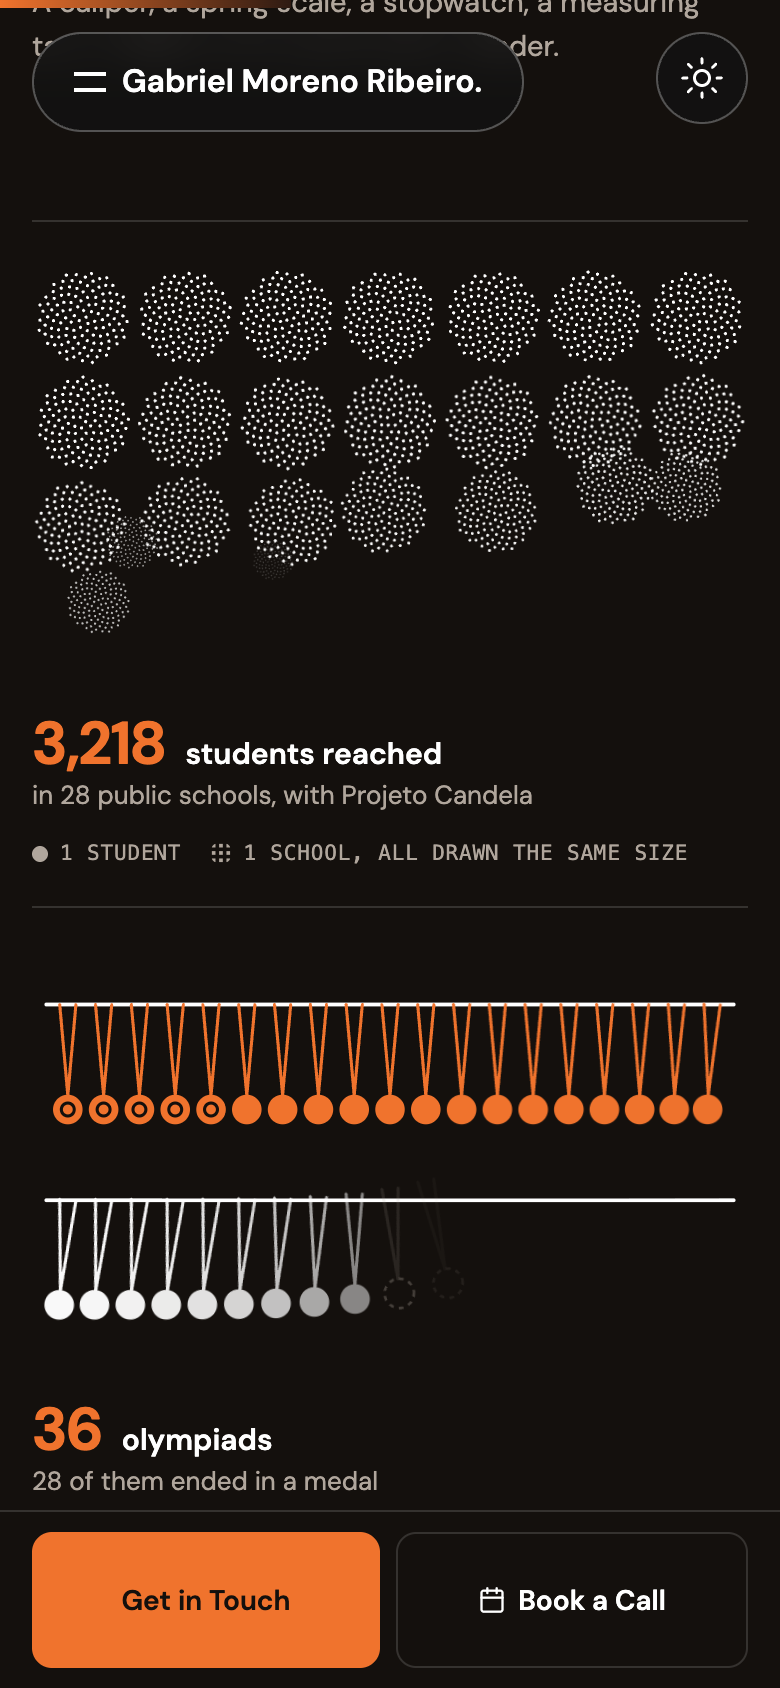 A caliper, a spring scale, a stopwatch, a measuring
der.
Gabriel Moreno Ribeiro.
3,218 students reached
in 28 public schools, with Projeto Candela
1 STUDENT 1 SCHOOL, ALL DRAWN THE SAME SIZE
36 olympiads
28 of them ended in a medal
Get in Touch
Book a Call